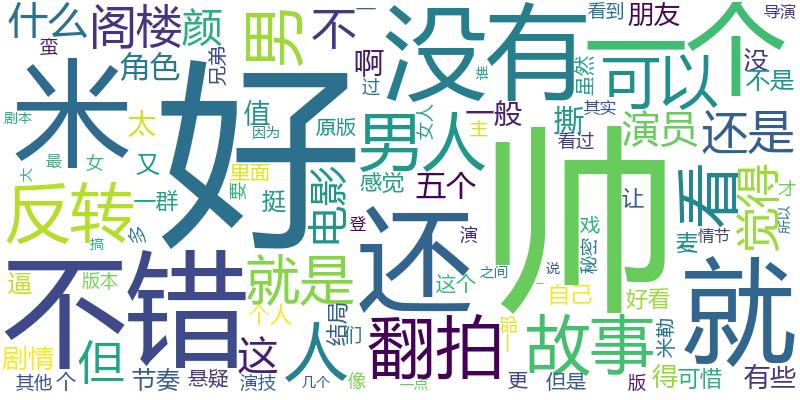 什么
阁楼
颜
男
不
一
没有
一个
看到
朋友
导演
蛮
角色
兄弟
啊
过
谁
虽然
可以
没
不是
米
好
太
值
原版
因为
剧本
男人
女人
一般
主
撕
其实
看过
演员
还是
帅
大
最
女
又
里面
要
感觉
五个
看
觉得
才
所以
反转
一群
挺
电影
让
搞
多
登
还
演
戏
秘密
麦
情节
不错
就
逼
版本
就是
这个
之间
说
自己
好看
个人
结局
们
翻拍
一部
故事
米勒
剧情
但
这
人
其他
个
节奏
悬疑
演技
几个
像
一点
更
但是
版
得
可惜
有些